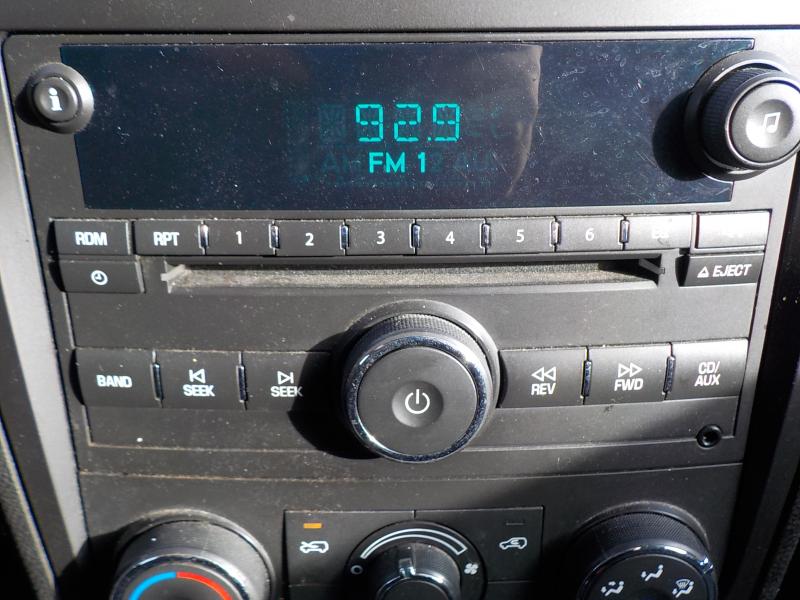 i
92.9
FM 1
RDM RPT 1 2 3 4 5 6 EQ
EJECT
BAND SEEK SEEK REV FWD CD/
AUX